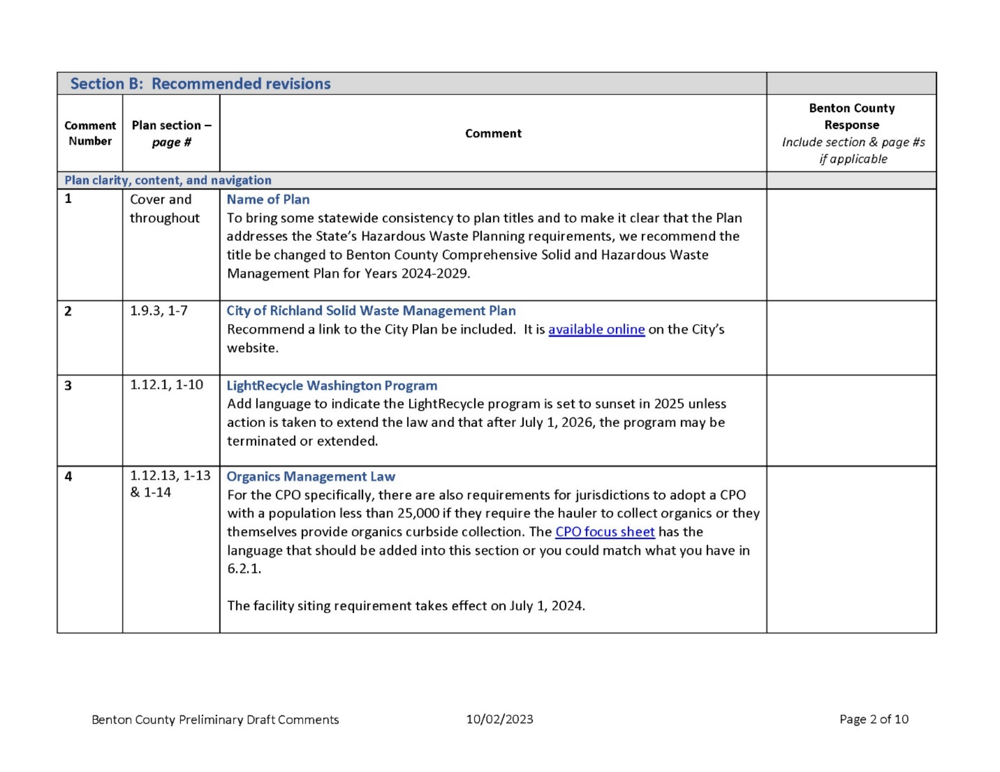 Section B:  Recommended revisions
Comment
Number
Plan section –
page #
Comment
Benton County
Response
Include section & page #s
if applicable
Plan clarity, content, and navigation
1
Cover and
throughout
Name of Plan
To bring some statewide consistency to plan titles and to make it clear that the Plan
addresses the State’s Hazardous Waste Planning requirements, we recommend the
title be changed to Benton County Comprehensive Solid and Hazardous Waste
Management Plan for Years 2024-2029.
2
1.9.3, 1-7
City of Richland Solid Waste Management Plan
Recommend a link to the City Plan be included.  It is available online on the City’s
website.
3
1.12.1, 1-10
LightRecycle Washington Program
Add language to indicate the LightRecycle program is set to sunset in 2025 unless
action is taken to extend the law and that after July 1, 2026, the program may be
terminated or extended.
4
1.12.13, 1-13
& 1-14
Organics Management Law
For the CPO specifically, there are also requirements for jurisdictions to adopt a CPO
with a population less than 25,000 if they require the hauler to collect organics or they
themselves provide organics curbside collection. The CPO focus sheet has the
language that should be added into this section or you could match what you have in
6.2.1.
The facility siting requirement takes effect on July 1, 2024.
Benton County Preliminary Draft Comments
10/02/2023
Page 2 of 10